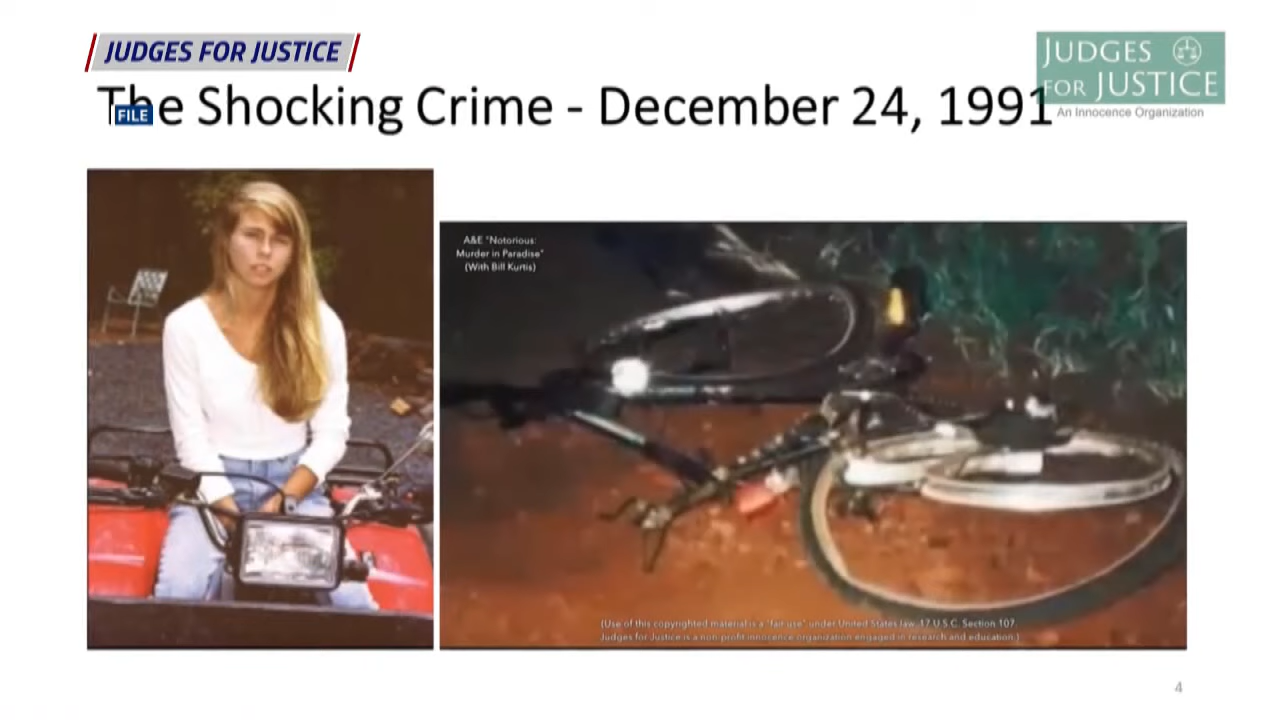 JUDGES FOR JUSTICE
JUDGES
FOR JUSTICE
An Innocence Organization
The Shocking Crime - December 24, 1991
FILE
A&E "Notorious:
Murder in Paradise"
(With Bill Kurtis)
(Use of this copyrighted material is a "fair use" under United States law, 17 U.S.C. Section 107.
Judges for Justice is a non-profit innocence organization engaged in research and education.)
4